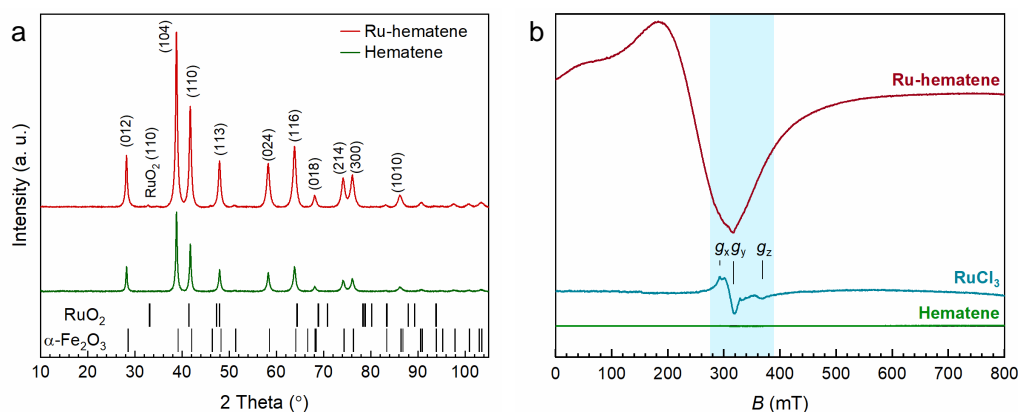 a
Ru-hematene
Hematene
(012)
RuO₂ (110)
(104)
(110)
(113)
(024)
(116)
(018)
(214)
(300)
(1010)
RuO₂
α-Fe₂O₃
10 20 30 40 50 60 70 80 90 100
2 Theta (°)
Intensity (a. u.)
b
Ru-hematene
gₓ gᵧ g_z
RuCl₃
Hematene
0 100 200 300 400 500 600 700 800
B (mT)